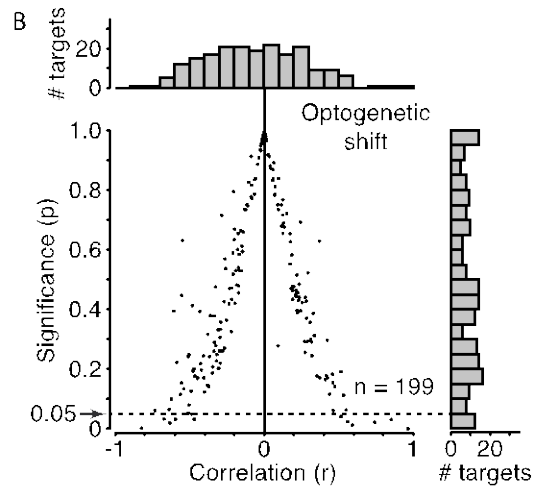 B
# targets
20
0
Optogenetic
shift
Significance (p)
1.0
0.8
0.6
0.4
0.2
0.05
0
n = 199
-1
0
1
Correlation (r)
0
20
# targets